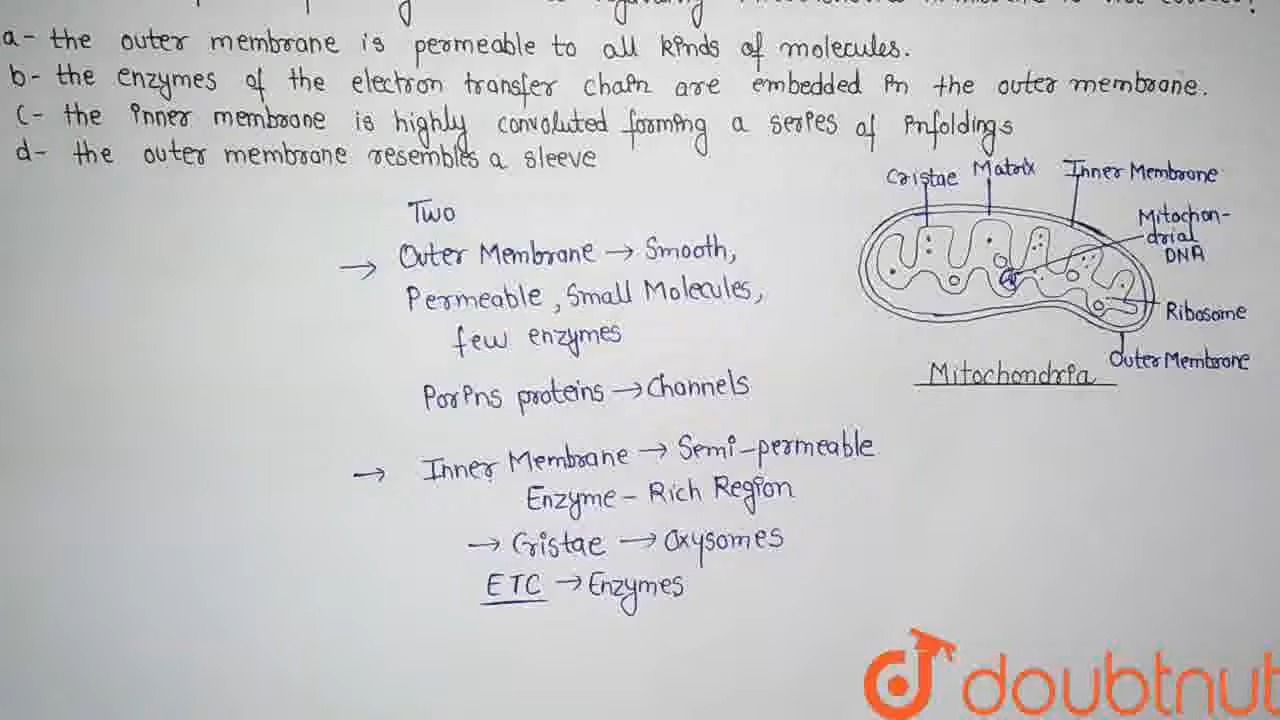 a- the outer membrane is permeable to all kinds of molecules.
b- the enzymes of the electron transfer chain are embedded in the outer membrane.
c- the inner membrane is highly convoluted forming a series of infoldings
d- the outer membrane resembles a sleeve
Two
→ Outer Membrane → Smooth,
Permeable, Small Molecules,
few enzymes
Porins proteins → Channels
→ Inner Membrane → Semi-permeable
Enzyme-Rich Region
→ Cristae → Oxysomes
ETC → Enzymes
Cristae
Matrix
Inner Membrane
Mitochon-
drial
DNA
Ribosome
Outer Membrane
Mitochondria
doubtnut